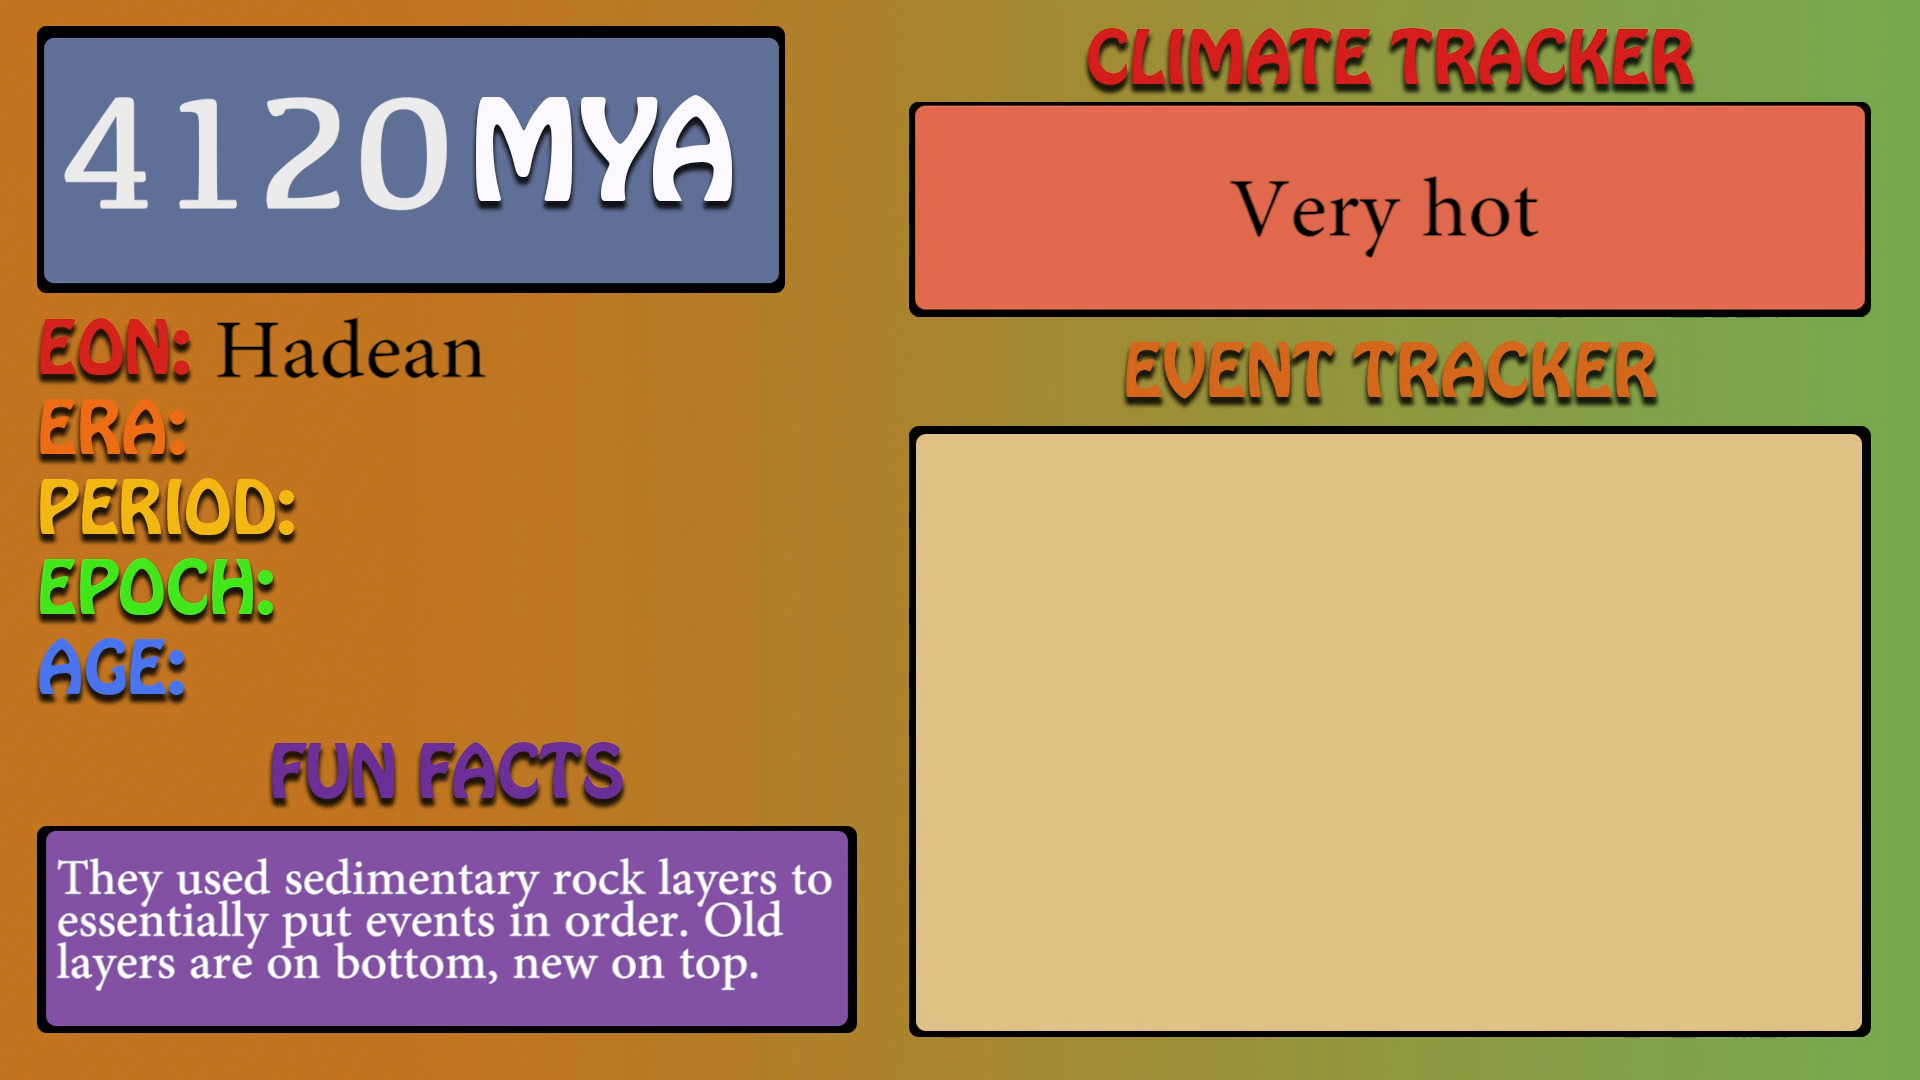 4120 MYA
EON: Hadean
ERA:
PERIOD:
EPOCH:
AGE:
FUN FACTS
They used sedimentary rock layers to
essentially put events in order. Old
layers are on bottom, new on top.
CLIMATE TRACKER
Very hot
EVENT TRACKER